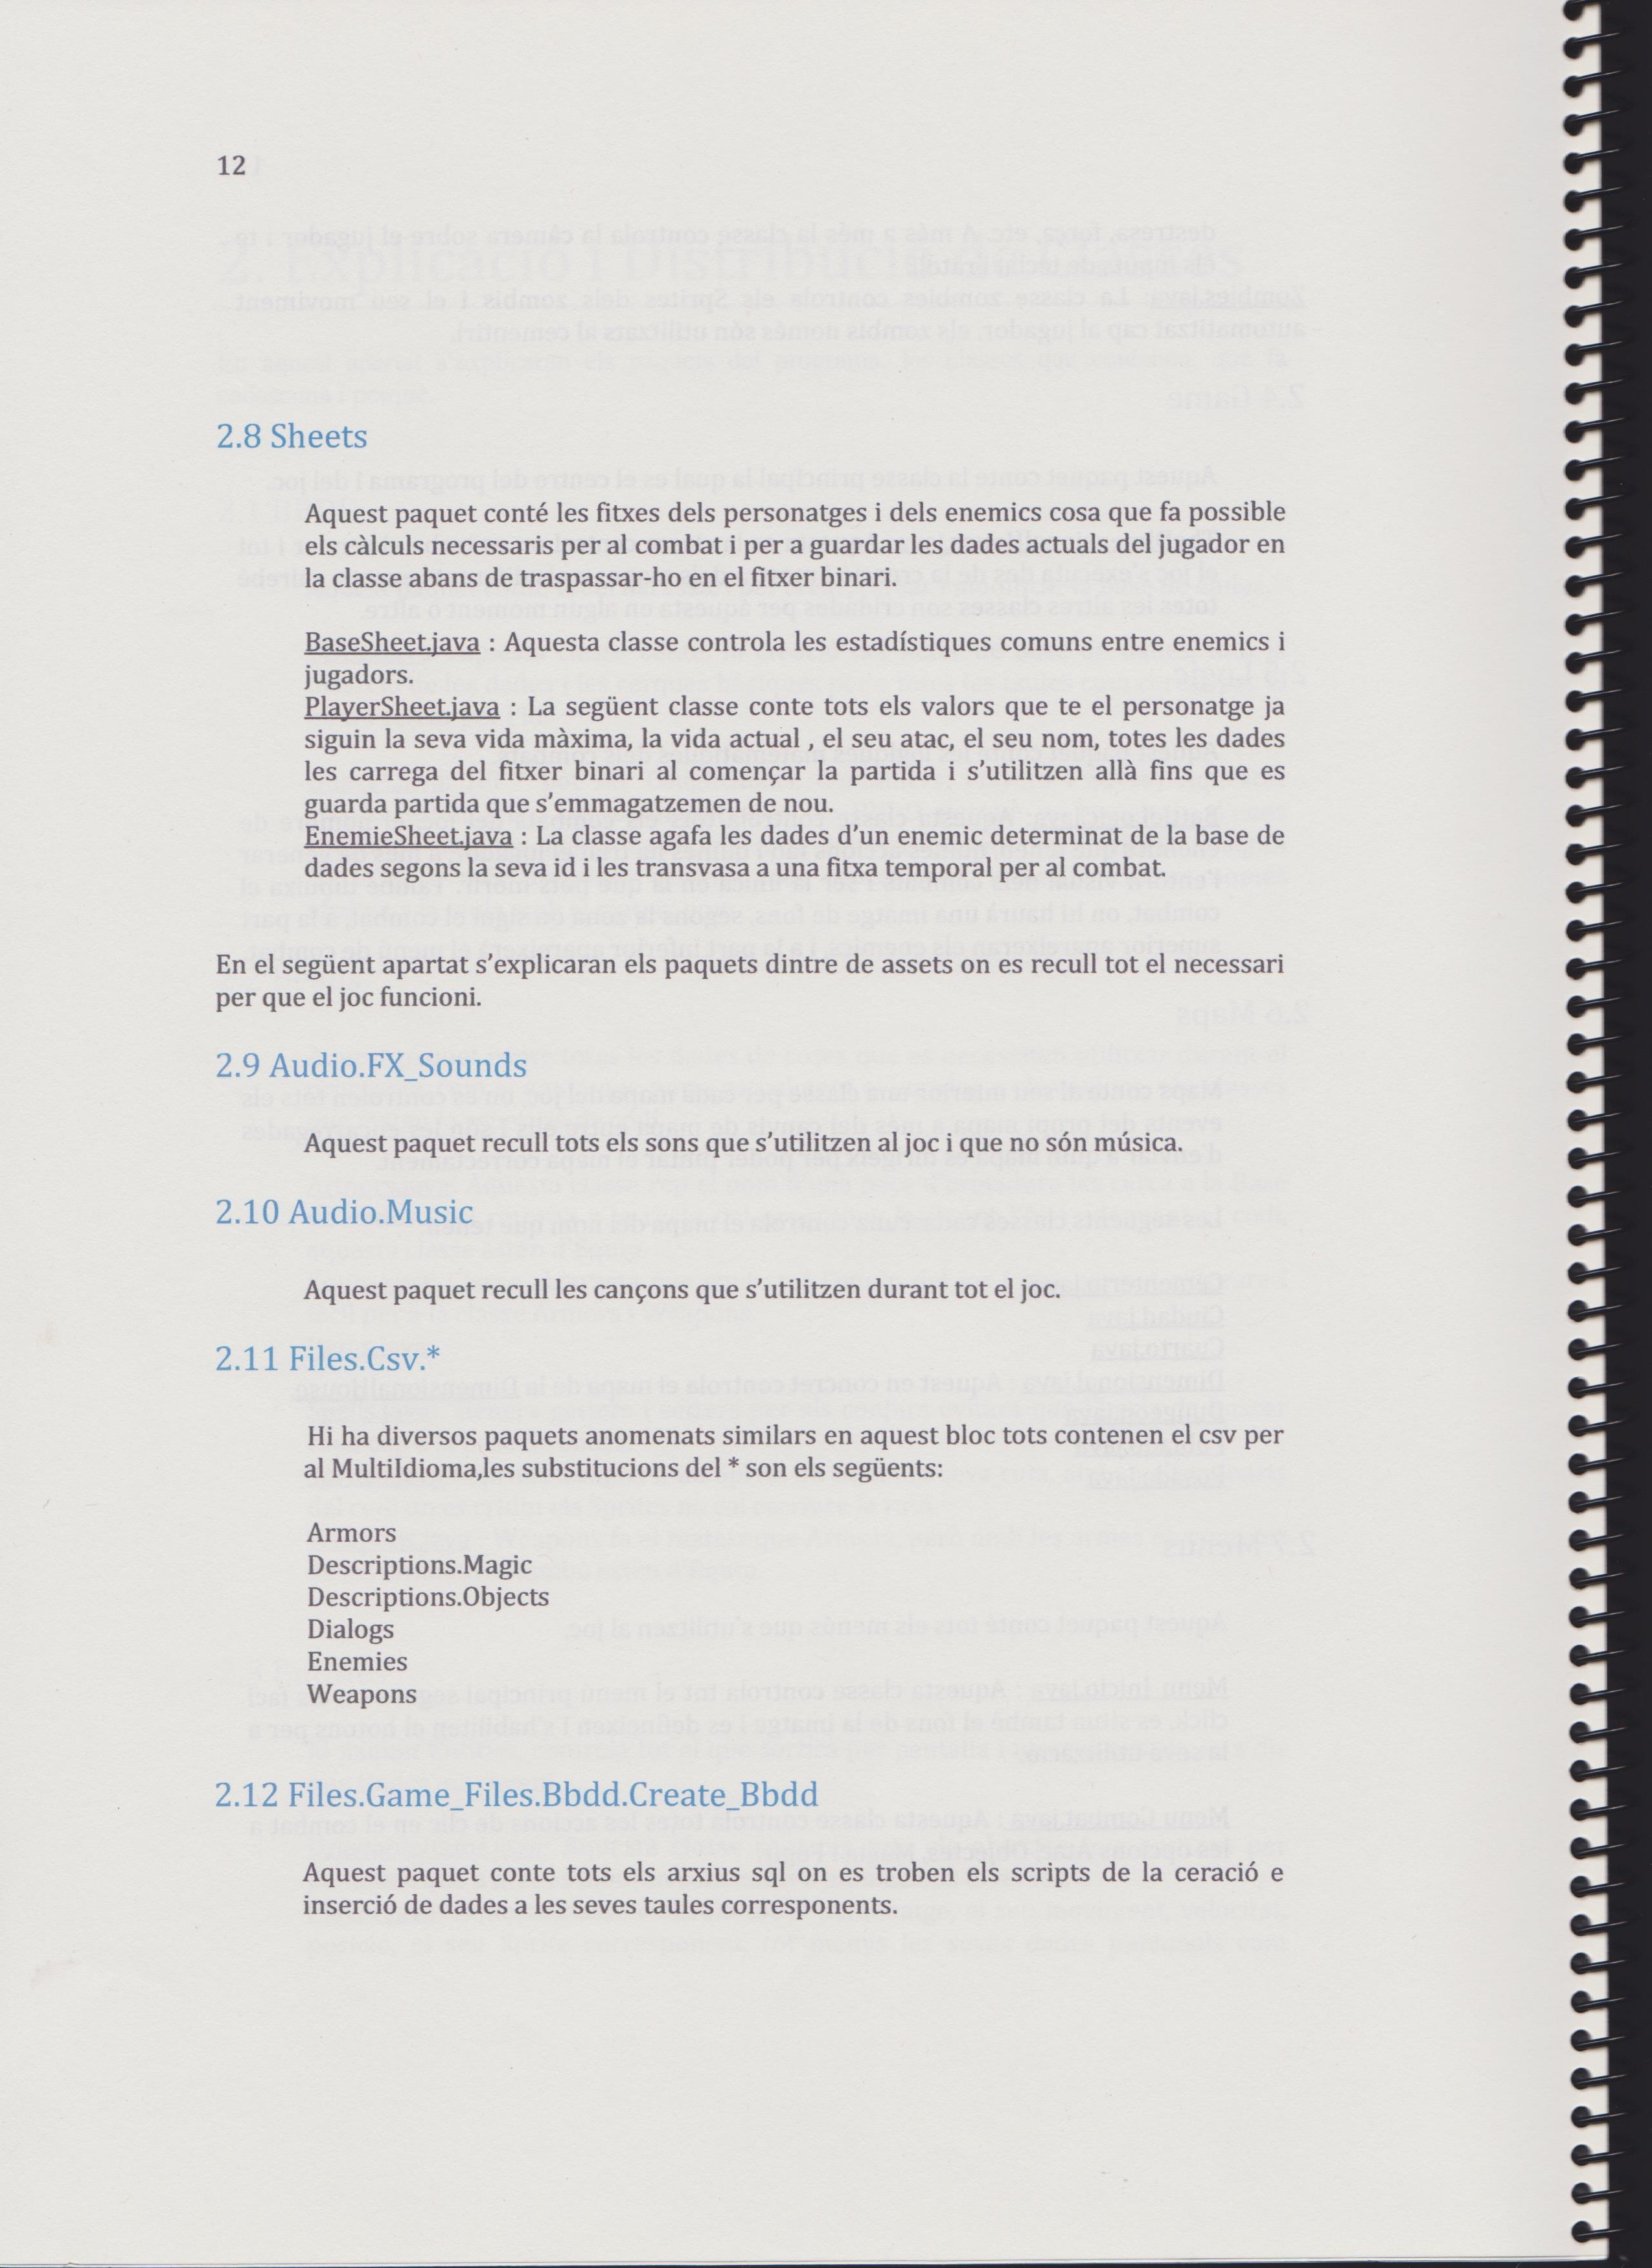 12
2.8 Sheets
Aquest paquet conté les fitxes dels personatges i dels enemics cosa que fa possible
els càlculs necessaris per al combat i per a guardar les dades actuals del jugador en
la classe abans de traspassar-ho en el fitxer binari.
BaseSheet.java : Aquesta classe controla les estadístiques comuns entre enemics i
jugadors.
PlayerSheet.java : La següent classe conte tots els valors que te el personatge ja
siguin la seva vida màxima, la vida actual , el seu atac, el seu nom, totes les dades
les carrega del fitxer binari al començar la partida i s’utilitzen allà fins que es
guarda partida que s’emmagatzemen de nou.
EnemieSheet.java : La classe agafa les dades d’un enemic determinat de la base de
dades segons la seva id i les transvasa a una fitxa temporal per al combat.
En el següent apartat s’explicaran els paquets dintre de assets on es recull tot el necessari
per que el joc funcioni.
2.9 Audio.FX_Sounds
Aquest paquet recull tots els sons que s’utilitzen al joc i que no són música.
2.10 Audio.Music
Aquest paquet recull les cançons que s’utilitzen durant tot el joc.
2.11 Files.Csv.*
Hi ha diversos paquets anomenats similars en aquest bloc tots contenen el csv per
al MultiIdioma,les substitucions del * son els següents:
Armors
Descriptions.Magic
Descriptions.Objects
Dialogs
Enemies
Weapons
2.12 Files.Game_Files.Bbdd.Create_Bbdd
Aquest paquet conte tots els arxius sql on es troben els scripts de la ceració e
inserció de dades a les seves taules corresponents.